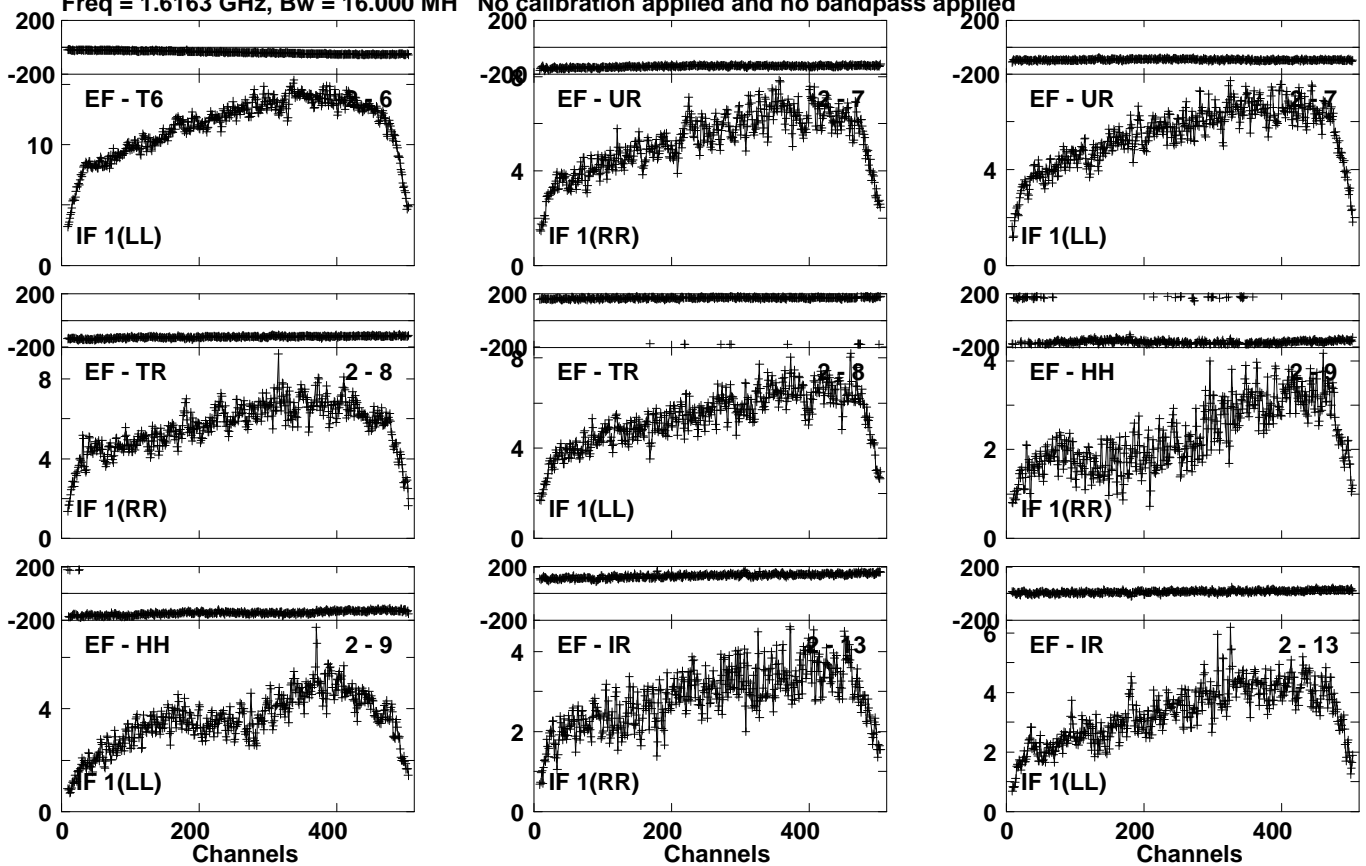 Freq = 1.6163 GHz, Bw = 16.000 MH   No calibration applied and no bandpass applied
200 200 200
-200 -200 -200
8
EF - T6 2 - 6 EF - UR 2 - 7 EF - UR 2 - 7
10 4 4
IF 1(LL) IF 1(RR) IF 1(LL)
0 0 0
200 200 200
-200 -200 -200
8 4
EF - TR 2 - 8 EF - TR 2 - 8 EF - HH 2 - 9
8
4 4 2
IF 1(RR) IF 1(LL) IF 1(RR)
0 0 0
200 200 200
-200 -200 -200
EF - HH 2 - 9 EF - IR 2 - 13 EF - IR 2 - 13
4 6
4 4
2 2
IF 1(LL) IF 1(RR) IF 1(LL)
0 0 0
0 200 400 0 200 400 0 200 400
Channels Channels Channels